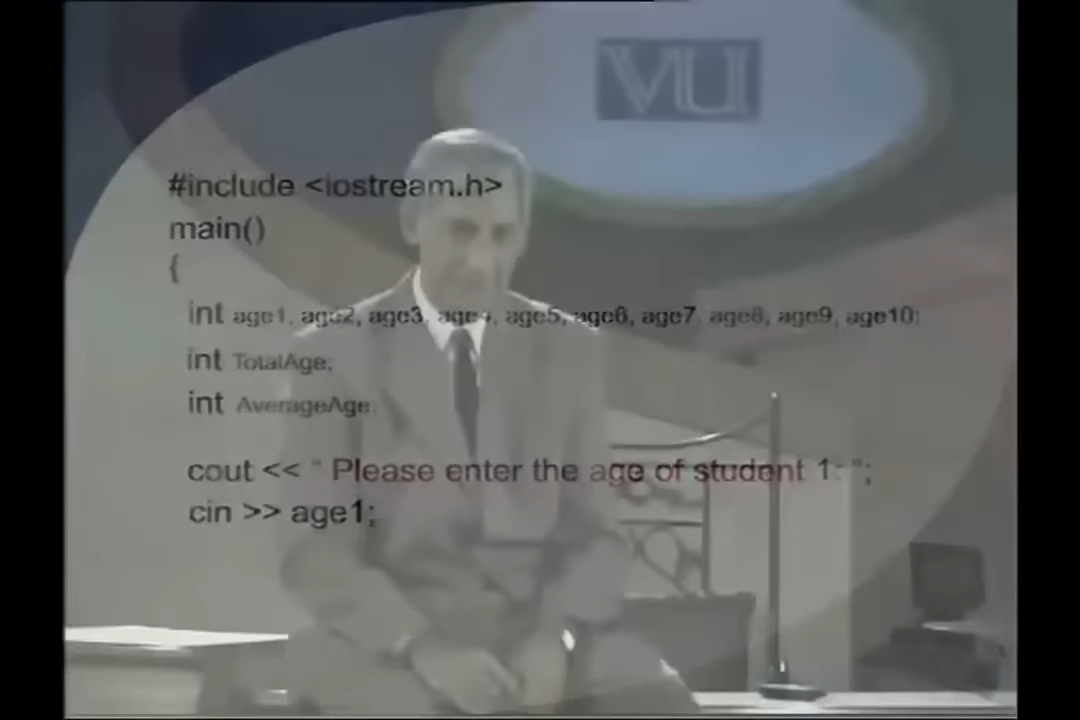 VU
#include <iostream.h>
main()
{
int age1, age2, age3, age4, age5, age6, age7, age8, age9, age10;
int TotalAge;
int AverageAge;
cout << “ Please enter the age of student 1: “;
cin >> age1;